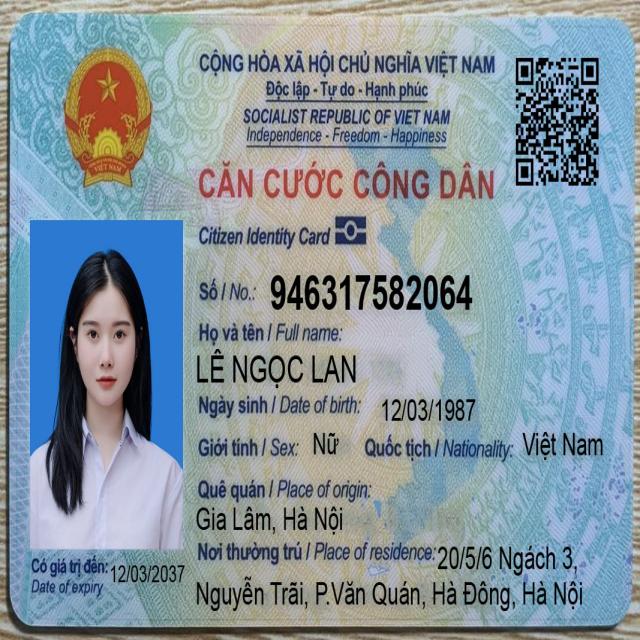 CỘNG HÒA XÃ HỘI CHỦ NGHĨA VIỆT NAM
Độc lập - Tự do - Hạnh phúc
SOCIALIST REPUBLIC OF VIET NAM
Independence - Freedom - Happiness
CĂN CƯỚC CÔNG DÂN
Citizen Identity Card
Số / No.: 946317582064
Họ và tên / Full name:
LÊ NGỌC LAN
Ngày sinh / Date of birth: 12/03/1987
Giới tính / Sex: Nữ Quốc tịch / Nationality: Việt Nam
Quê quán / Place of origin:
Gia Lâm, Hà Nội
Nơi thường trú / Place of residence: 20/5/6 Ngách 3,
Nguyễn Trãi, P.Văn Quán, Hà Đông, Hà Nội
Có giá trị đến: 12/03/2037
Date of expiry
VIỆT NAM